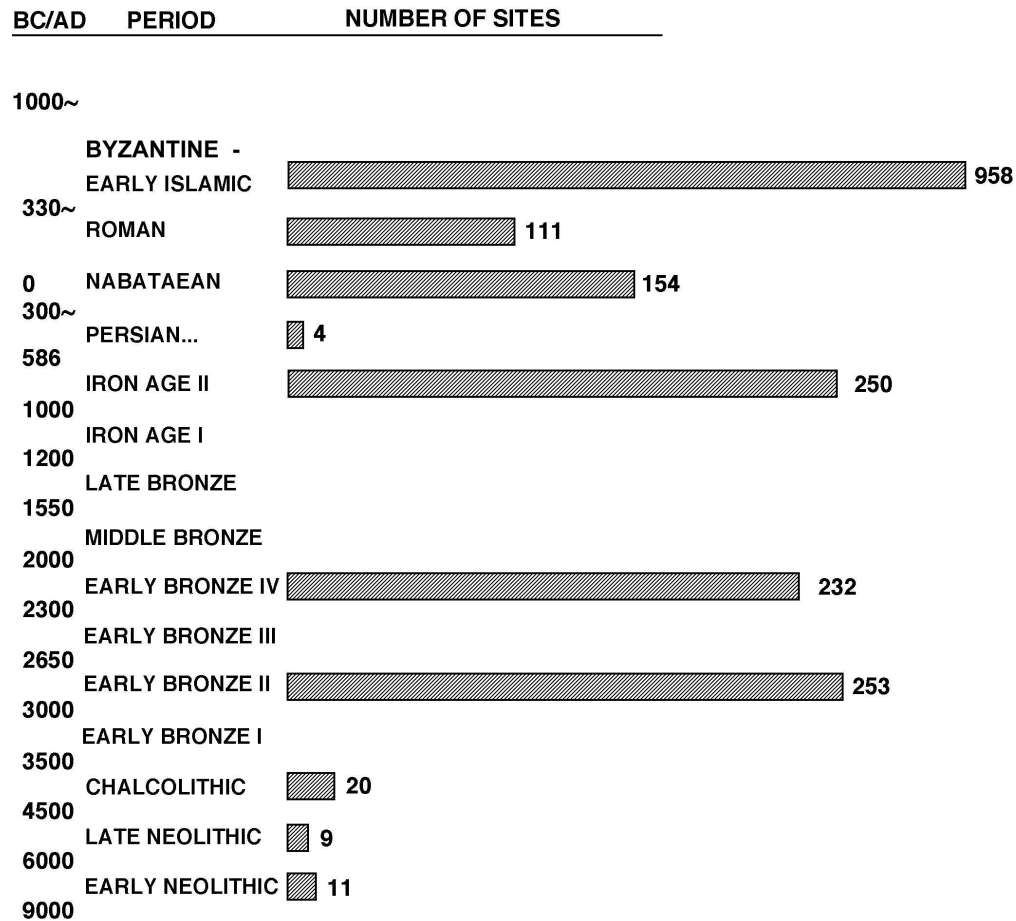 BC/AD PERIOD NUMBER OF SITES
1000~
BYZANTINE -
EARLY ISLAMIC 958
330~
ROMAN 111
0 NABATAEAN 154
300~
PERSIAN... 4
586
IRON AGE II 250
1000
IRON AGE I
1200
LATE BRONZE
1550
MIDDLE BRONZE
2000
EARLY BRONZE IV 232
2300
EARLY BRONZE III
2650
EARLY BRONZE II 253
3000
EARLY BRONZE I
3500
CHALCOLITHIC 20
4500
LATE NEOLITHIC 9
6000
EARLY NEOLITHIC 11
9000